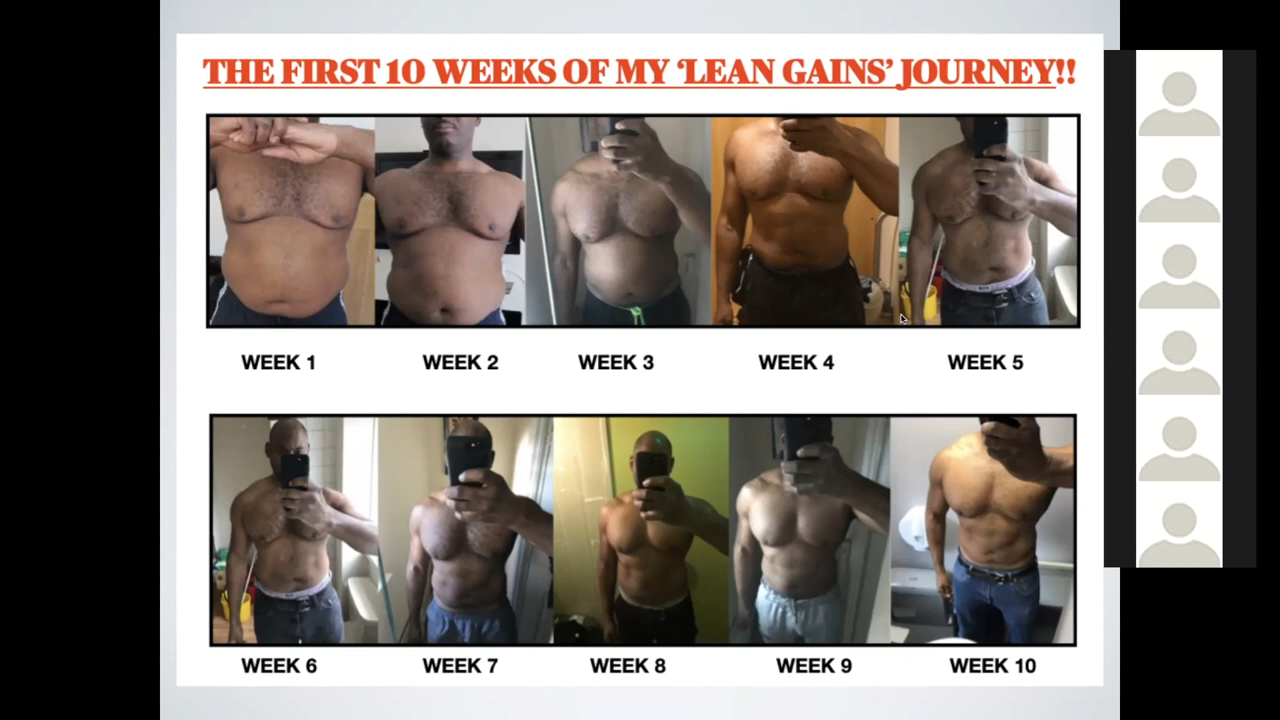 THE FIRST 10 WEEKS OF MY ‘LEAN GAINS’ JOURNEY!!
WEEK 1 WEEK 2 WEEK 3 WEEK 4 WEEK 5
WEEK 6 WEEK 7 WEEK 8 WEEK 9 WEEK 10